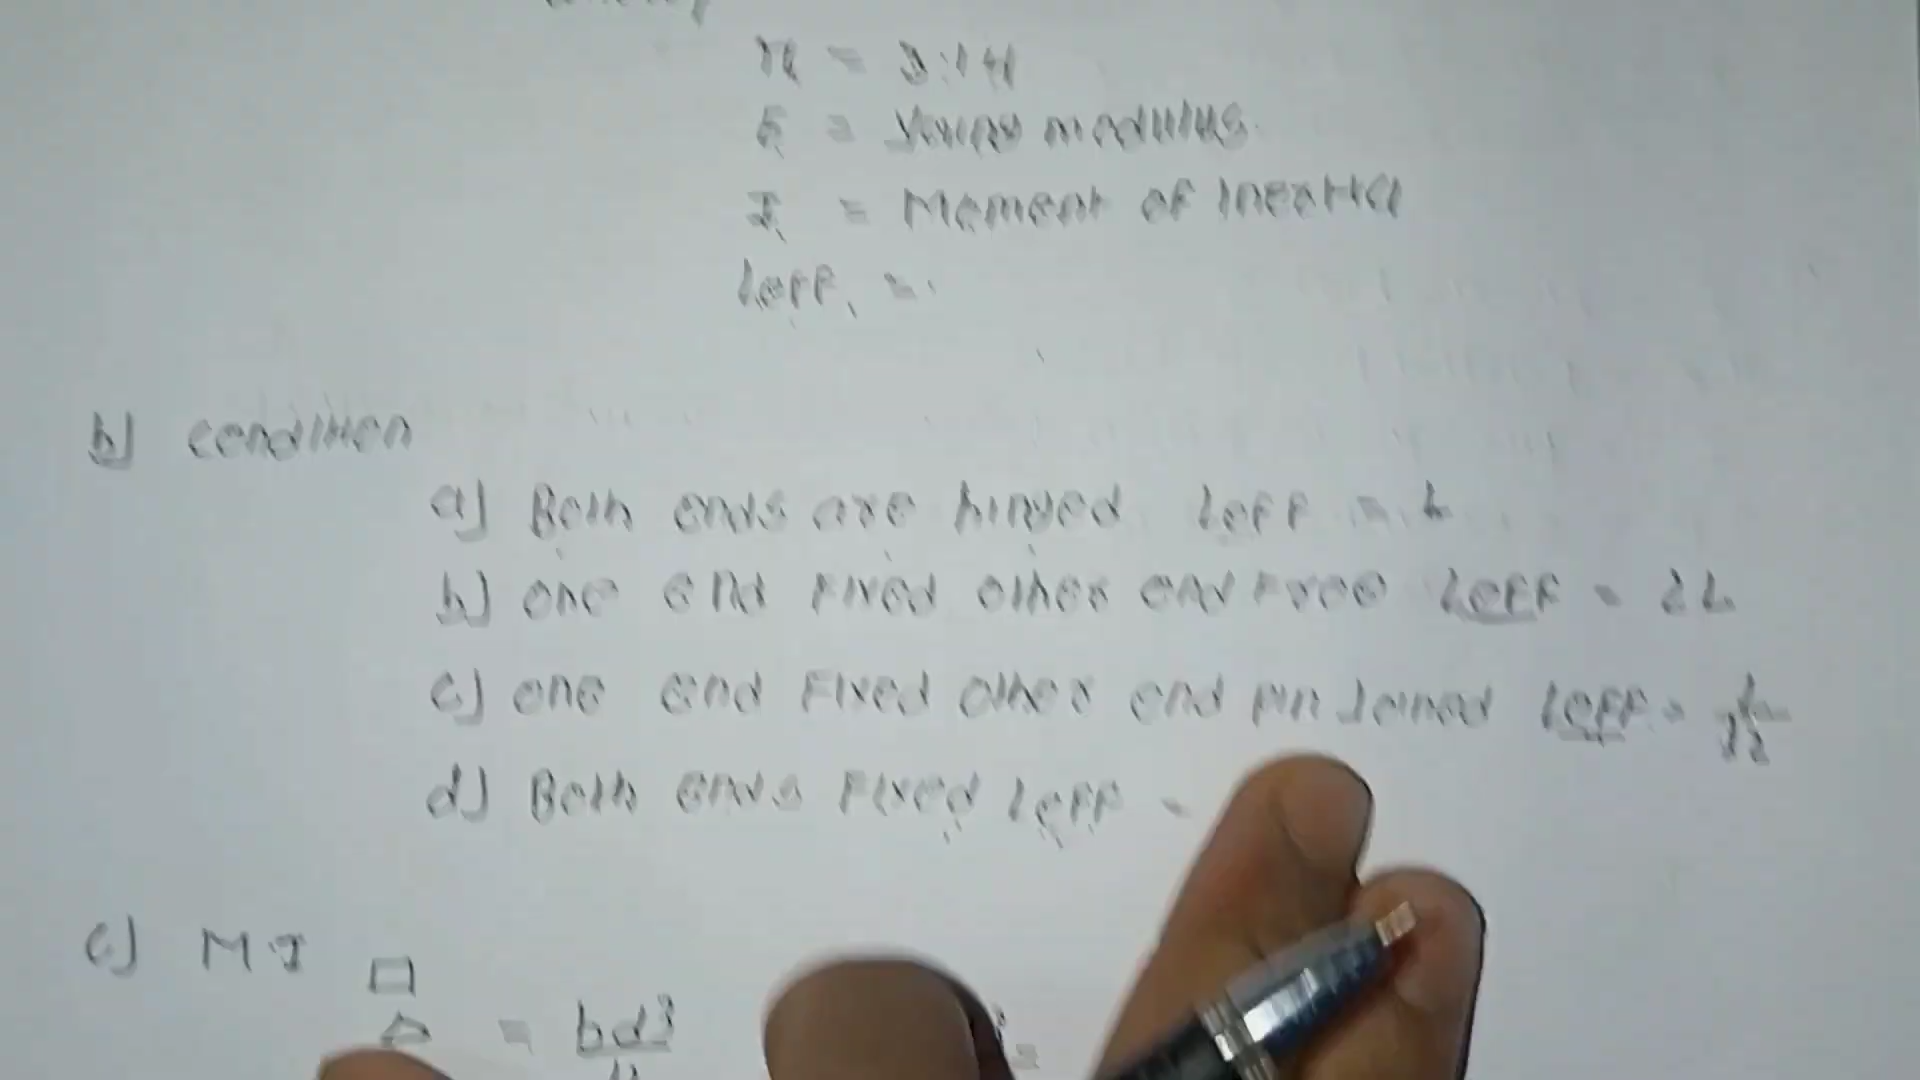 π = 3.14
E = Young modulus.
I = Moment of Inertia
Leff. =
b) condition
a) Both ends are hinged Leff = L
b) one end Fixed other end Free Leff = 2L
c) one end Fixed other end pin Joined Leff = L/√2
d) Both ends Fixed Leff =
c) M.I
= bd³